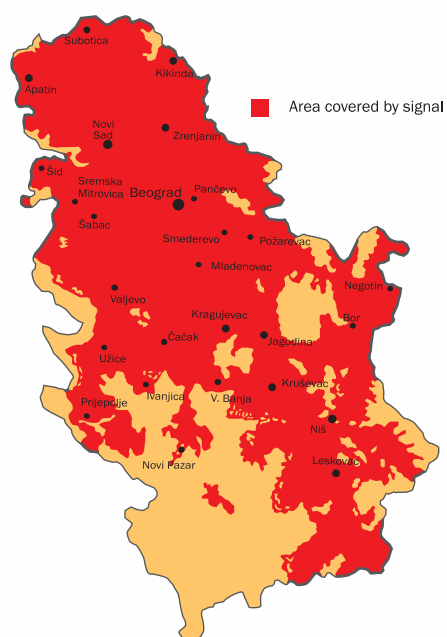 Subotica
Kikinda
Apatin
Area covered by signal
Novi
Sad
Zrenjanin
Šid
Sremska
Mitrovica
Beograd
Pančevo
Šabac
Smederevo
Požarevac
Mladenovac
Negotin
Valjevo
Kragujevac
Bor
Čačak
Jagodina
Užice
Ivanjica
V. Banja
Kruševac
Prijepolje
Niš
Novi Pazar
Leskovac